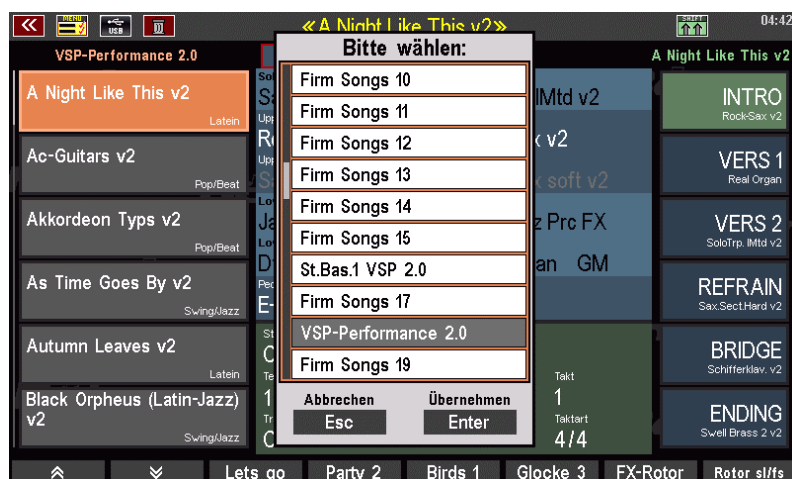 MENU
USB
«A Night Like This v2»
SHIFT
04:42
VSP-Performance 2.0
A Night Like This v2
A Night Like This v2
Latein
Ac-Guitars v2
Pop/Beat
Akkordeon Typs v2
Pop/Beat
As Time Goes By v2
Swing/Jazz
Autumn Leaves v2
Latein
Black Orpheus (Latin-Jazz)
v2
Swing/Jazz
Bitte wählen:
Firm Songs 10
Firm Songs 11
Firm Songs 12
Firm Songs 13
Firm Songs 14
Firm Songs 15
St.Bas.1 VSP 2.0
Firm Songs 17
VSP-Performance 2.0
Firm Songs 19
Abbrechen
Übernehmen
Esc
Enter
lMtd v2
v2
soft v2
z Prc FX
an GM
Takt
1
Taktart
4/4
INTRO
Rock-Sax v2
VERS 1
Real Organ
VERS 2
SoloTrp. lMtd v2
REFRAIN
Sax.Sect.Hard v2
BRIDGE
Schifferklav. v2
ENDING
Swell Brass 2 v2
Lets go
Party 2
Birds 1
Glocke 3
FX-Rotor
Rotor sl/fs